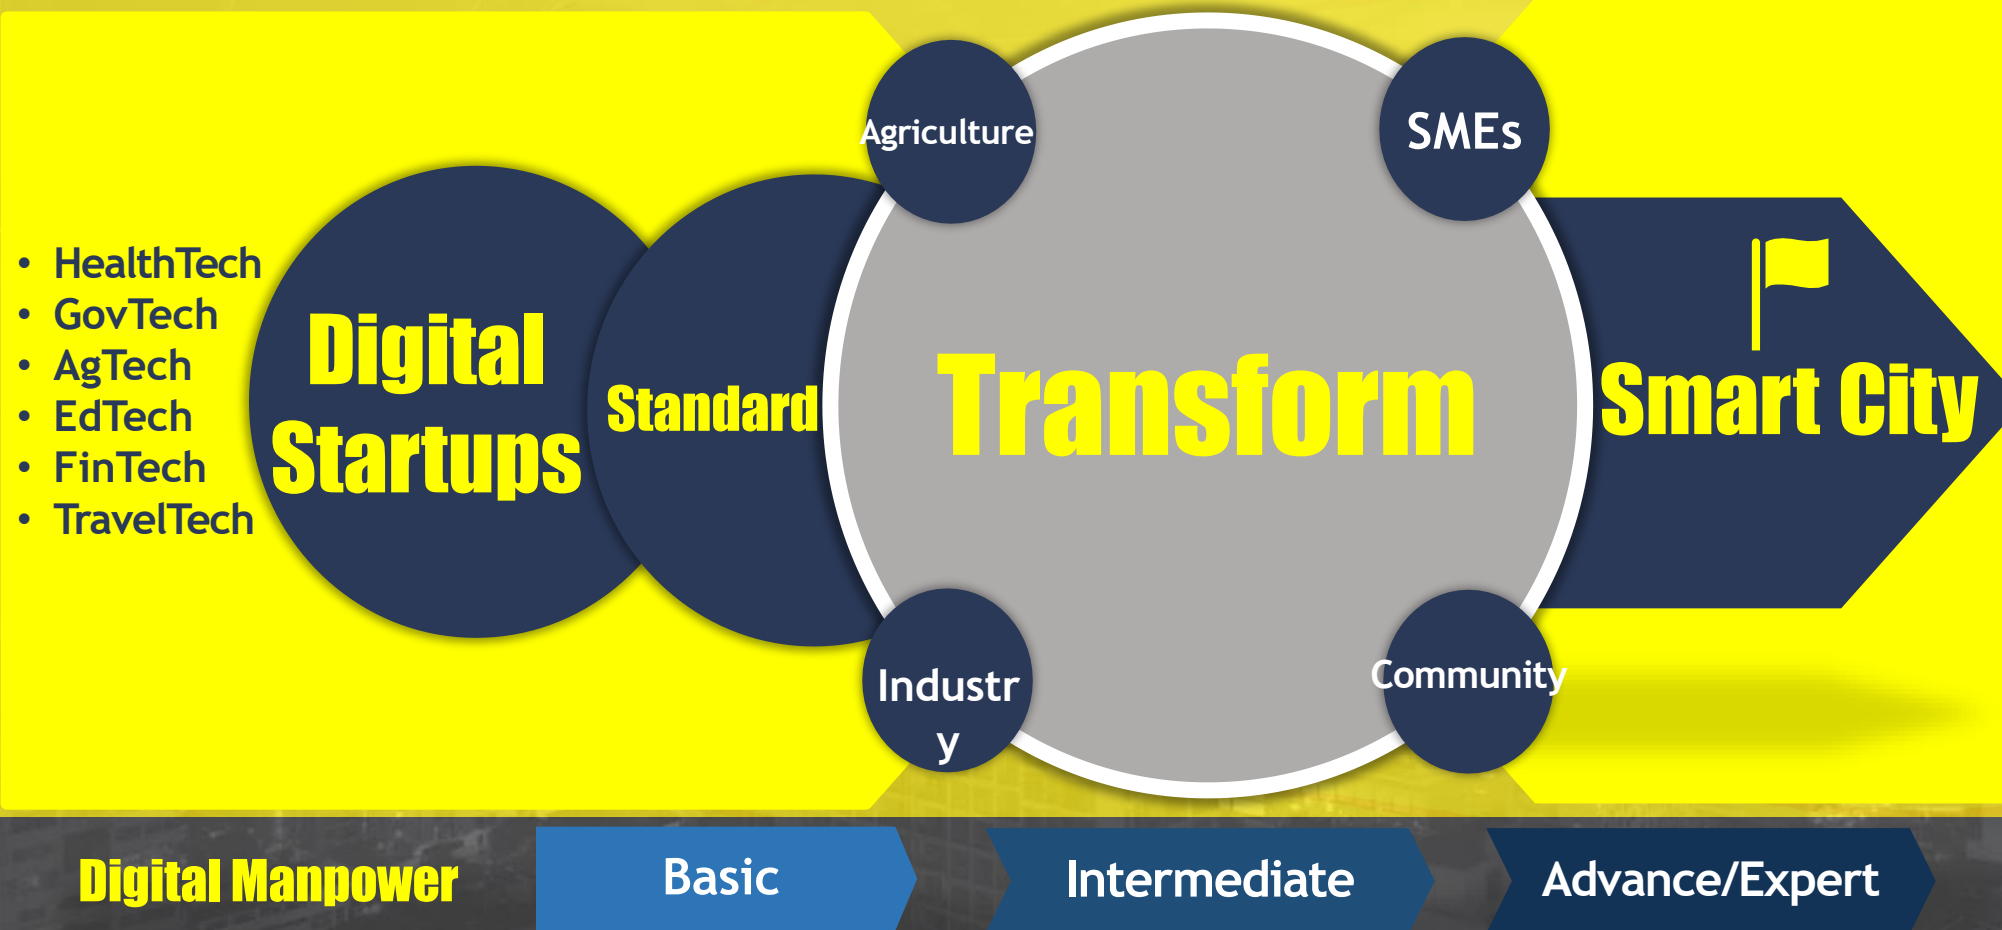 • HealthTech
• GovTech
• AgTech
• EdTech
• FinTech
• TravelTech
Digital
Startups
Standard
Agriculture
SMEs
Transform
Industr
y
Community
Smart City
Digital Manpower
Basic
Intermediate
Advance/Expert